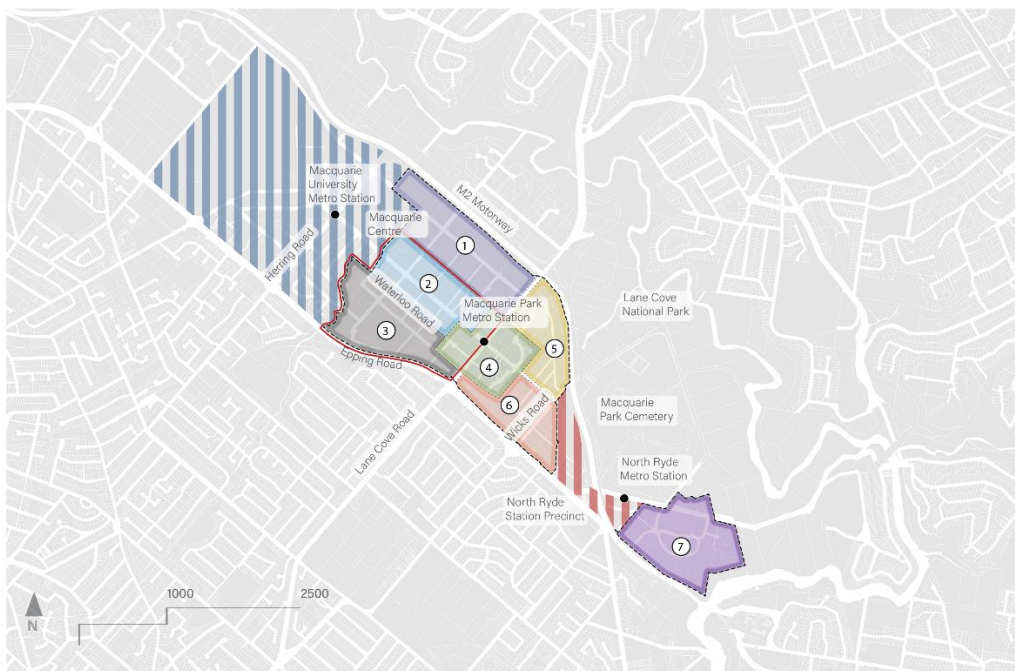 Macquarie
University
Metro Station
M2 Motorway
Macquarie
Centre
1
Herring Road
2
Waterloo Road
Macquarie Park
Metro Station
Lane Cove
National Park
3
5
Epping Road
4
6
Wicks Road
Macquarie
Park Cemetery
Lane Cove Road
North Ryde
Metro Station
North Ryde
Station Precinct
7
1000
2500
N